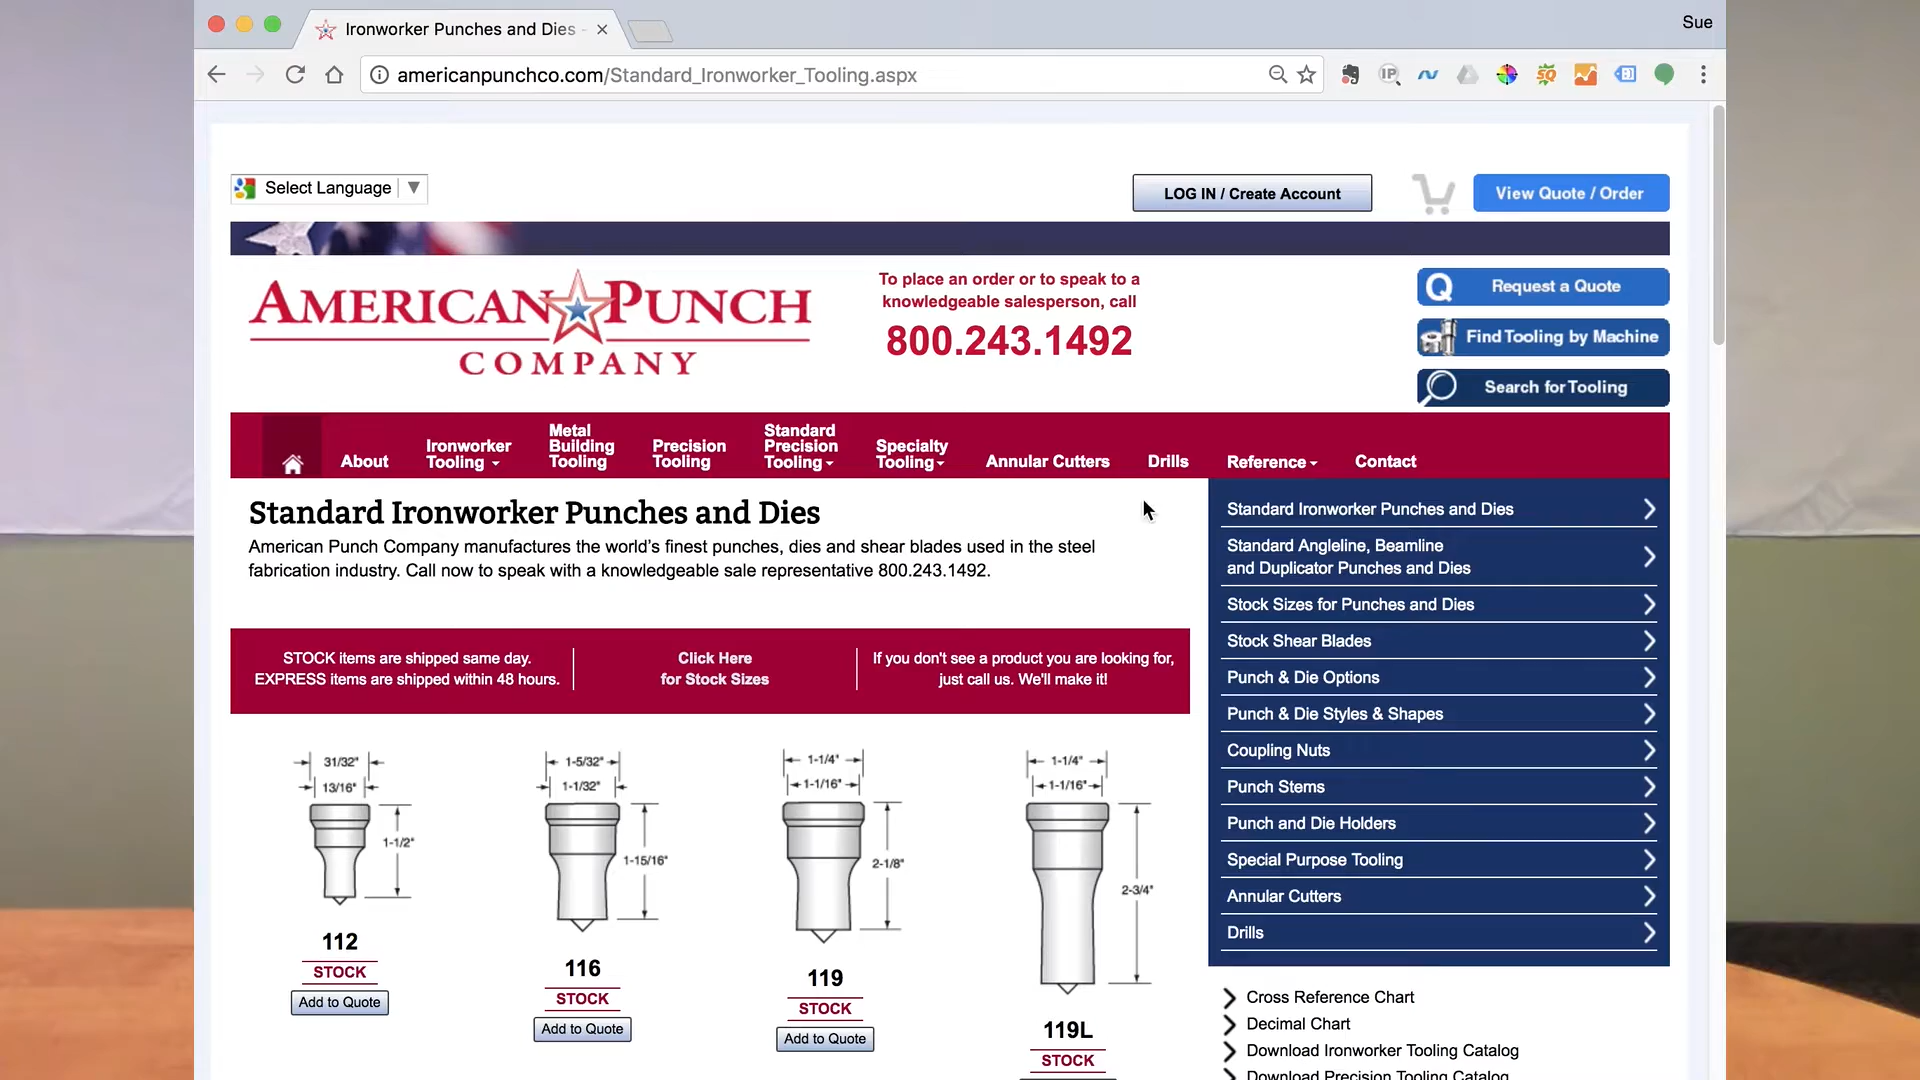 Ironworker Punches and Dies -
Sue
americanpunchco.com/Standard_Ironworker_Tooling.aspx
Select Language
LOG IN / Create Account
View Quote / Order
AMERICAN PUNCH
COMPANY
To place an order or to speak to a
knowledgeable salesperson, call
800.243.1492
Request a Quote
Find Tooling by Machine
Search for Tooling
About
Ironworker
Tooling
Metal
Building
Tooling
Precision
Tooling
Standard
Precision
Tooling
Specialty
Tooling
Annular Cutters
Drills
Reference
Contact
Standard Ironworker Punches and Dies
American Punch Company manufactures the world's finest punches, dies and shear blades used in the steel
fabrication industry. Call now to speak with a knowledgeable sale representative 800.243.1492.
STOCK items are shipped same day.
EXPRESS items are shipped within 48 hours.
Click Here
for Stock Sizes
If you don't see a product you are looking for,
just call us. We'll make it!
31/32"
13/16"
1-1/2"
112
STOCK
Add to Quote
1-5/32"
1-1/32"
1-15/16"
116
STOCK
Add to Quote
1-1/4"
1-1/16"
2-1/8"
119
STOCK
Add to Quote
1-1/4"
1-1/16"
2-3/4"
119L
STOCK
Standard Ironworker Punches and Dies
Standard Angleline, Beamline
and Duplicator Punches and Dies
Stock Sizes for Punches and Dies
Stock Shear Blades
Punch & Die Options
Punch & Die Styles & Shapes
Coupling Nuts
Punch Stems
Punch and Die Holders
Special Purpose Tooling
Annular Cutters
Drills
Cross Reference Chart
Decimal Chart
Download Ironworker Tooling Catalog
Download Precision Tooling Catalog